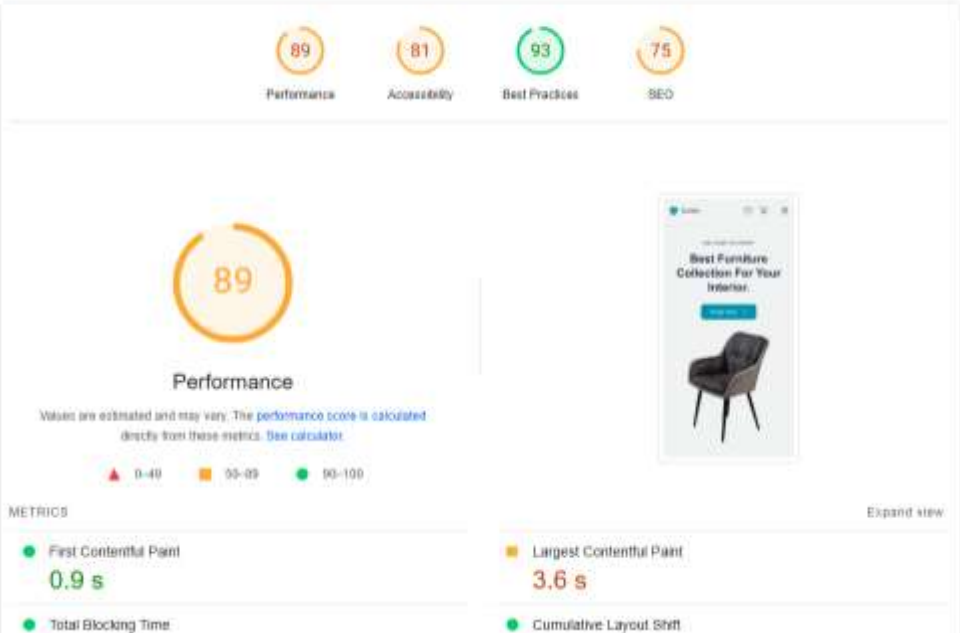 89
81
93
75
Performance
Accessibility
Best Practices
SEO
89
Performance
Values are estimated and may vary. The performance score is calculated
directly from these metrics. See calculator.
0–49
50–89
90–100
Best Furniture
Collection For Your
Interior.
METRICS
Expand view
First Contentful Paint
0.9 s
Largest Contentful Paint
3.6 s
Total Blocking Time
Cumulative Layout Shift